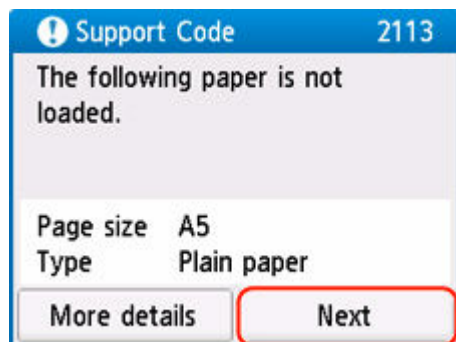 Support Code 2113
The following paper is not
loaded.
Page size A5
Type Plain paper
More details Next